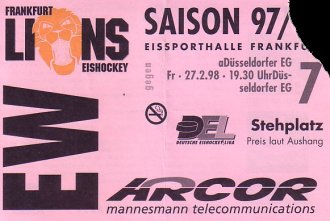 FRANKFURT
LIONS
EISHOCKEY
EW
SAISON 97/
EISSPORTHALLE FRANKFU
gegen
aDüsseldorfer EG
Fr - 27.2.98 - 19.30 UhrDüs-
seldorfer EG
7
DEL
DEUTSCHE EISHOCKEY LIGA
Stehplatz
Preis laut Aushang
ARCOR
mannesmann telecommunications